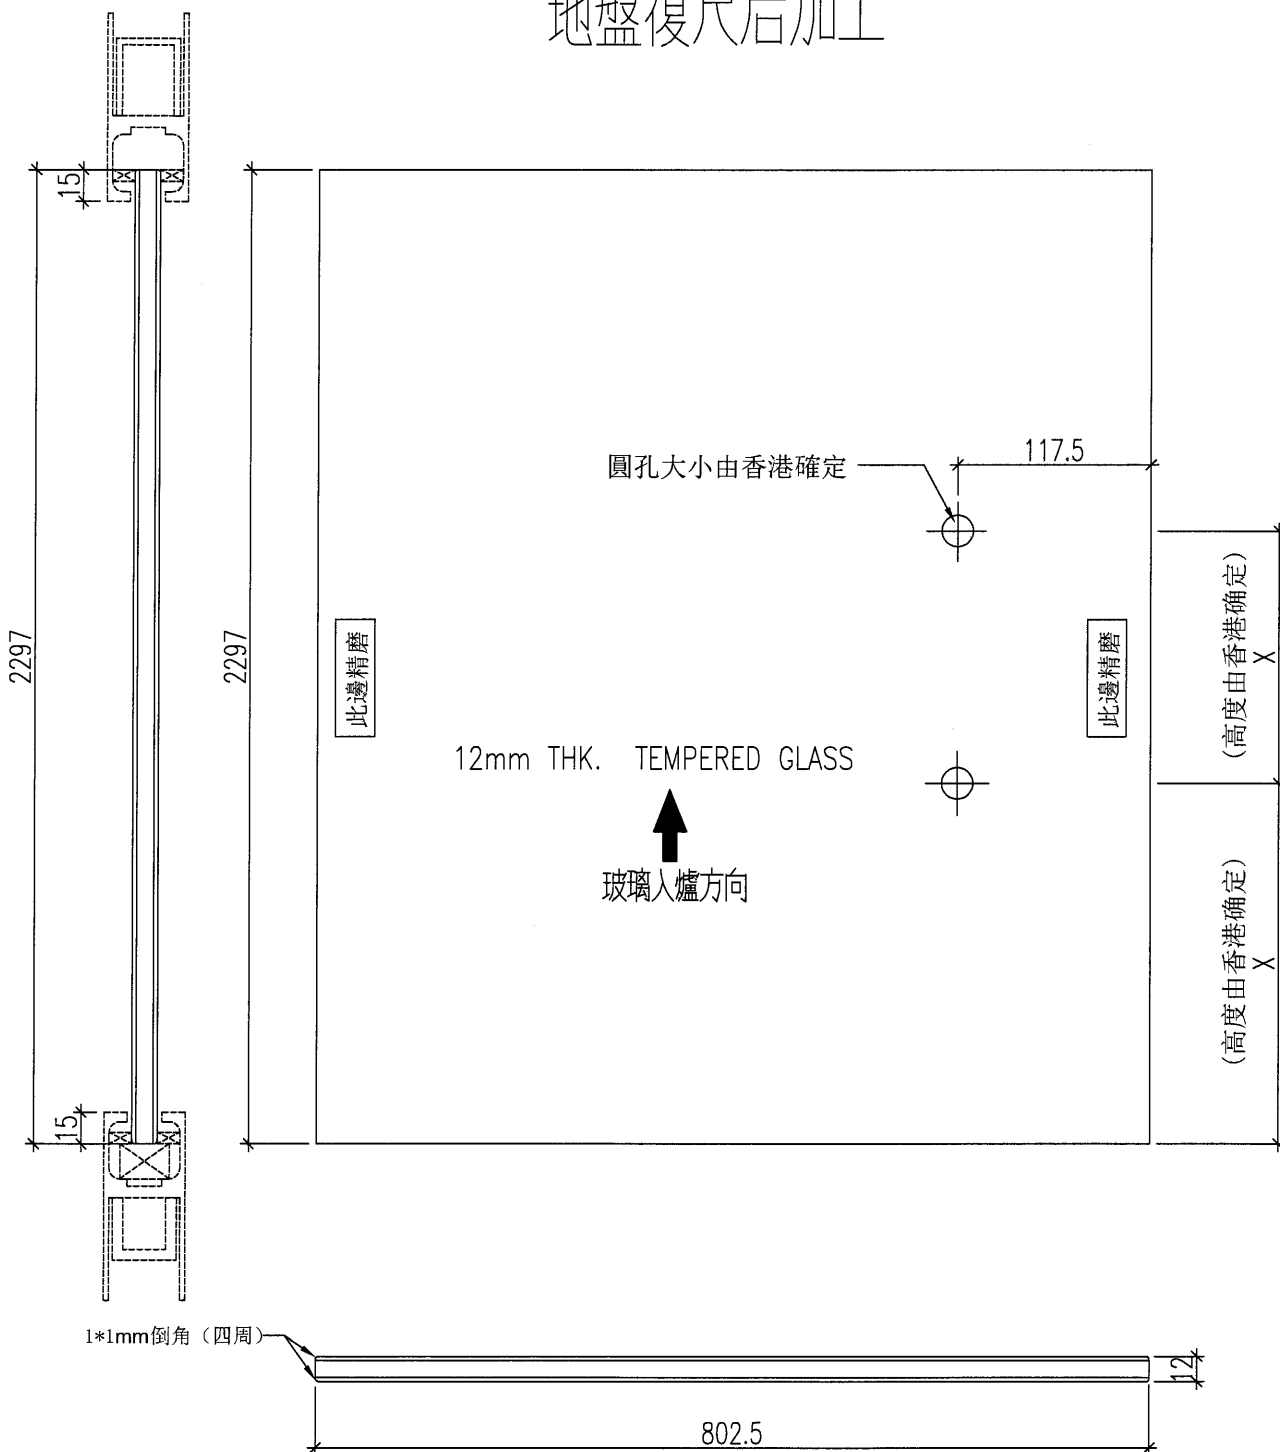 地盤復尺后加工
15
2297
2297
117.5
圓孔大小由香港確定
(高度由香港确定)
X
此邊精磨
此邊精磨
12mm THK. TEMPERED GLASS
玻璃入爐方向
(高度由香港确定)
X
15
1*1mm倒角（四周）
12
802.5